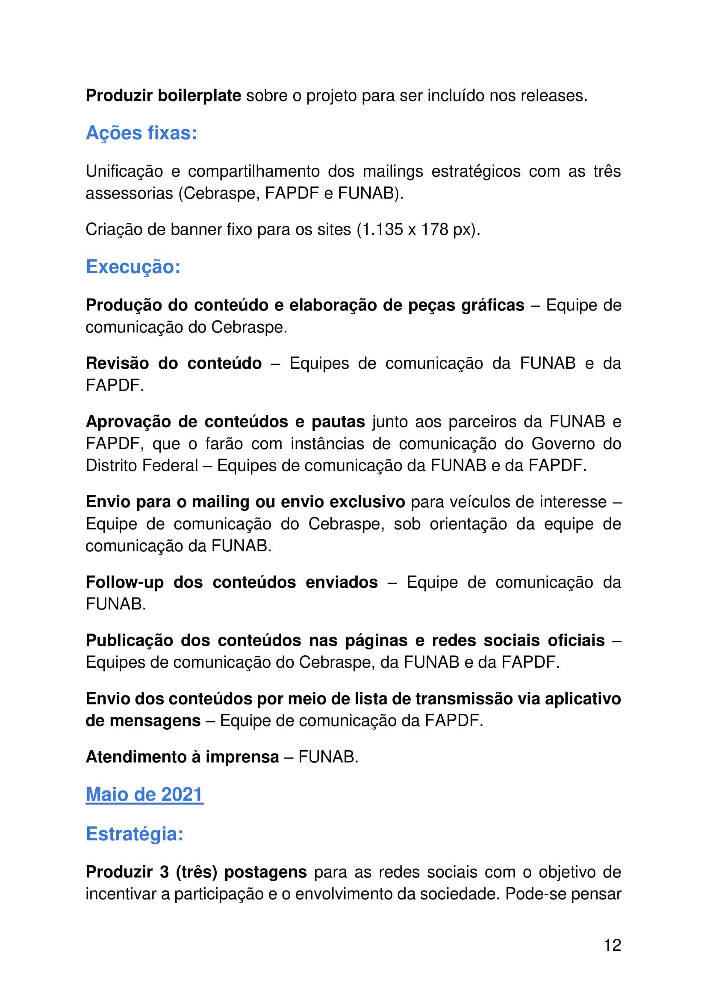 Produzir boilerplate sobre o projeto para ser incluído nos releases.
Ações fixas:
Unificação e compartilhamento dos mailings estratégicos com as três
assessorias (Cebraspe, FAPDF e FUNAB).
Criação de banner fixo para os sites (1.135 x 178 px).
Execução:
Produção do conteúdo e elaboração de peças gráficas – Equipe de
comunicação do Cebraspe.
Revisão do conteúdo – Equipes de comunicação da FUNAB e da
FAPDF.
Aprovação de conteúdos e pautas junto aos parceiros da FUNAB e
FAPDF, que o farão com instâncias de comunicação do Governo do
Distrito Federal – Equipes de comunicação da FUNAB e da FAPDF.
Envio para o mailing ou envio exclusivo para veículos de interesse –
Equipe de comunicação do Cebraspe, sob orientação da equipe de
comunicação da FUNAB.
Follow-up dos conteúdos enviados – Equipe de comunicação da
FUNAB.
Publicação dos conteúdos nas páginas e redes sociais oficiais –
Equipes de comunicação do Cebraspe, da FUNAB e da FAPDF.
Envio dos conteúdos por meio de lista de transmissão via aplicativo
de mensagens – Equipe de comunicação da FAPDF.
Atendimento à imprensa – FUNAB.
Maio de 2021
Estratégia:
Produzir 3 (três) postagens para as redes sociais com o objetivo de
incentivar a participação e o envolvimento da sociedade. Pode-se pensar
12